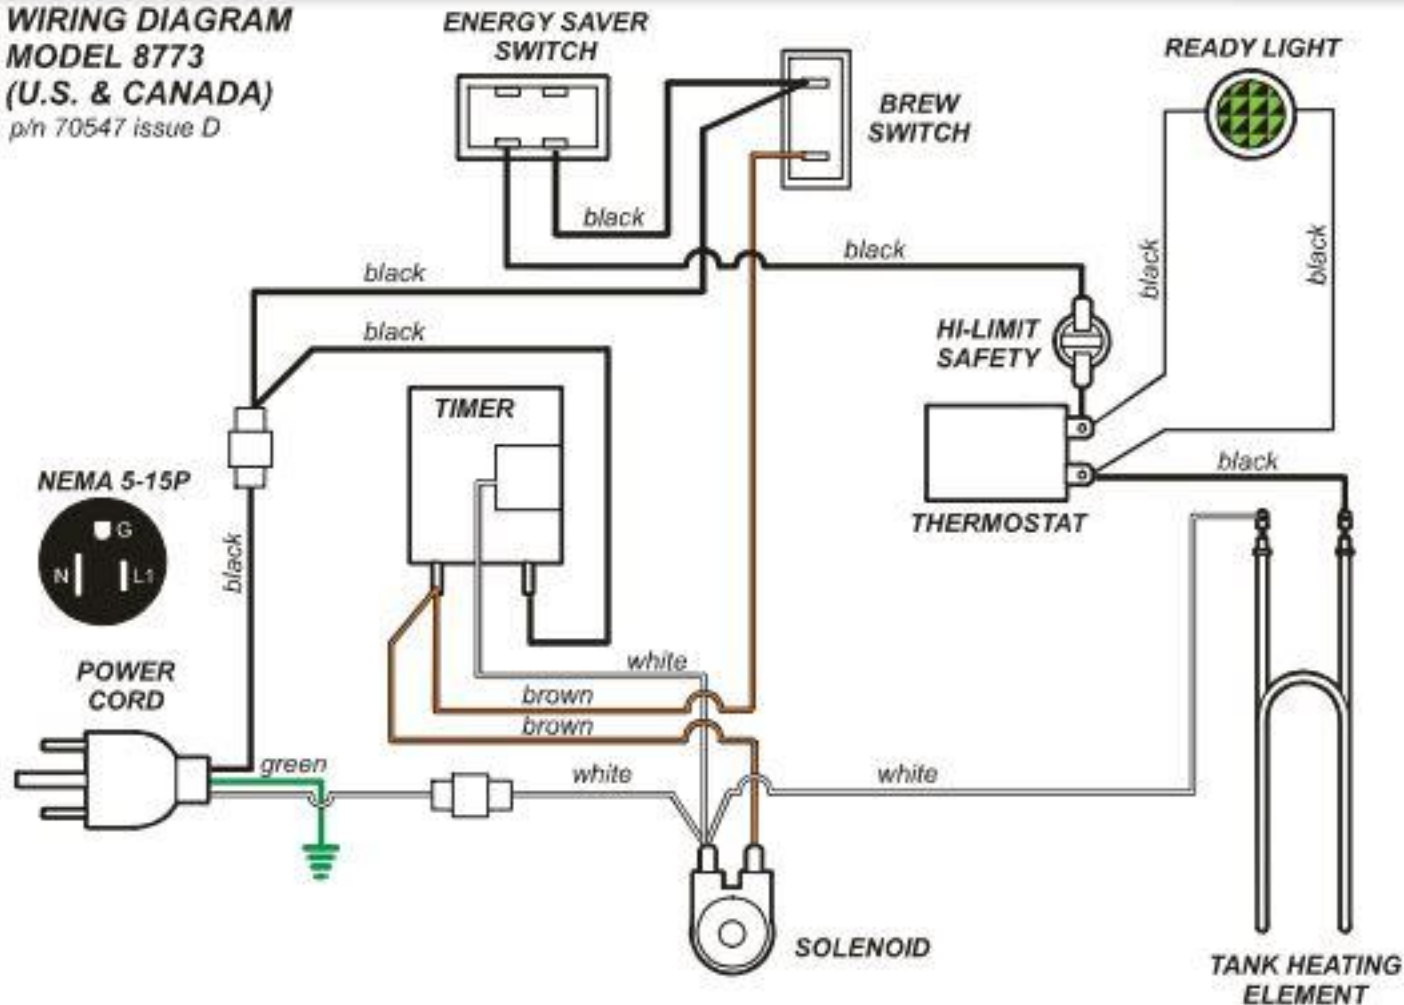 WIRING DIAGRAM
MODEL 8773
(U.S. & CANADA)
p/n 70547 issue D
ENERGY SAVER
SWITCH
BREW
SWITCH
READY LIGHT
black
black
black
black
black
black
HI-LIMIT
SAFETY
TIMER
THERMOSTAT
black
NEMA 5-15P
G
N
L1
black
POWER
CORD
green
white
brown
brown
white
white
SOLENOID
TANK HEATING
ELEMENT